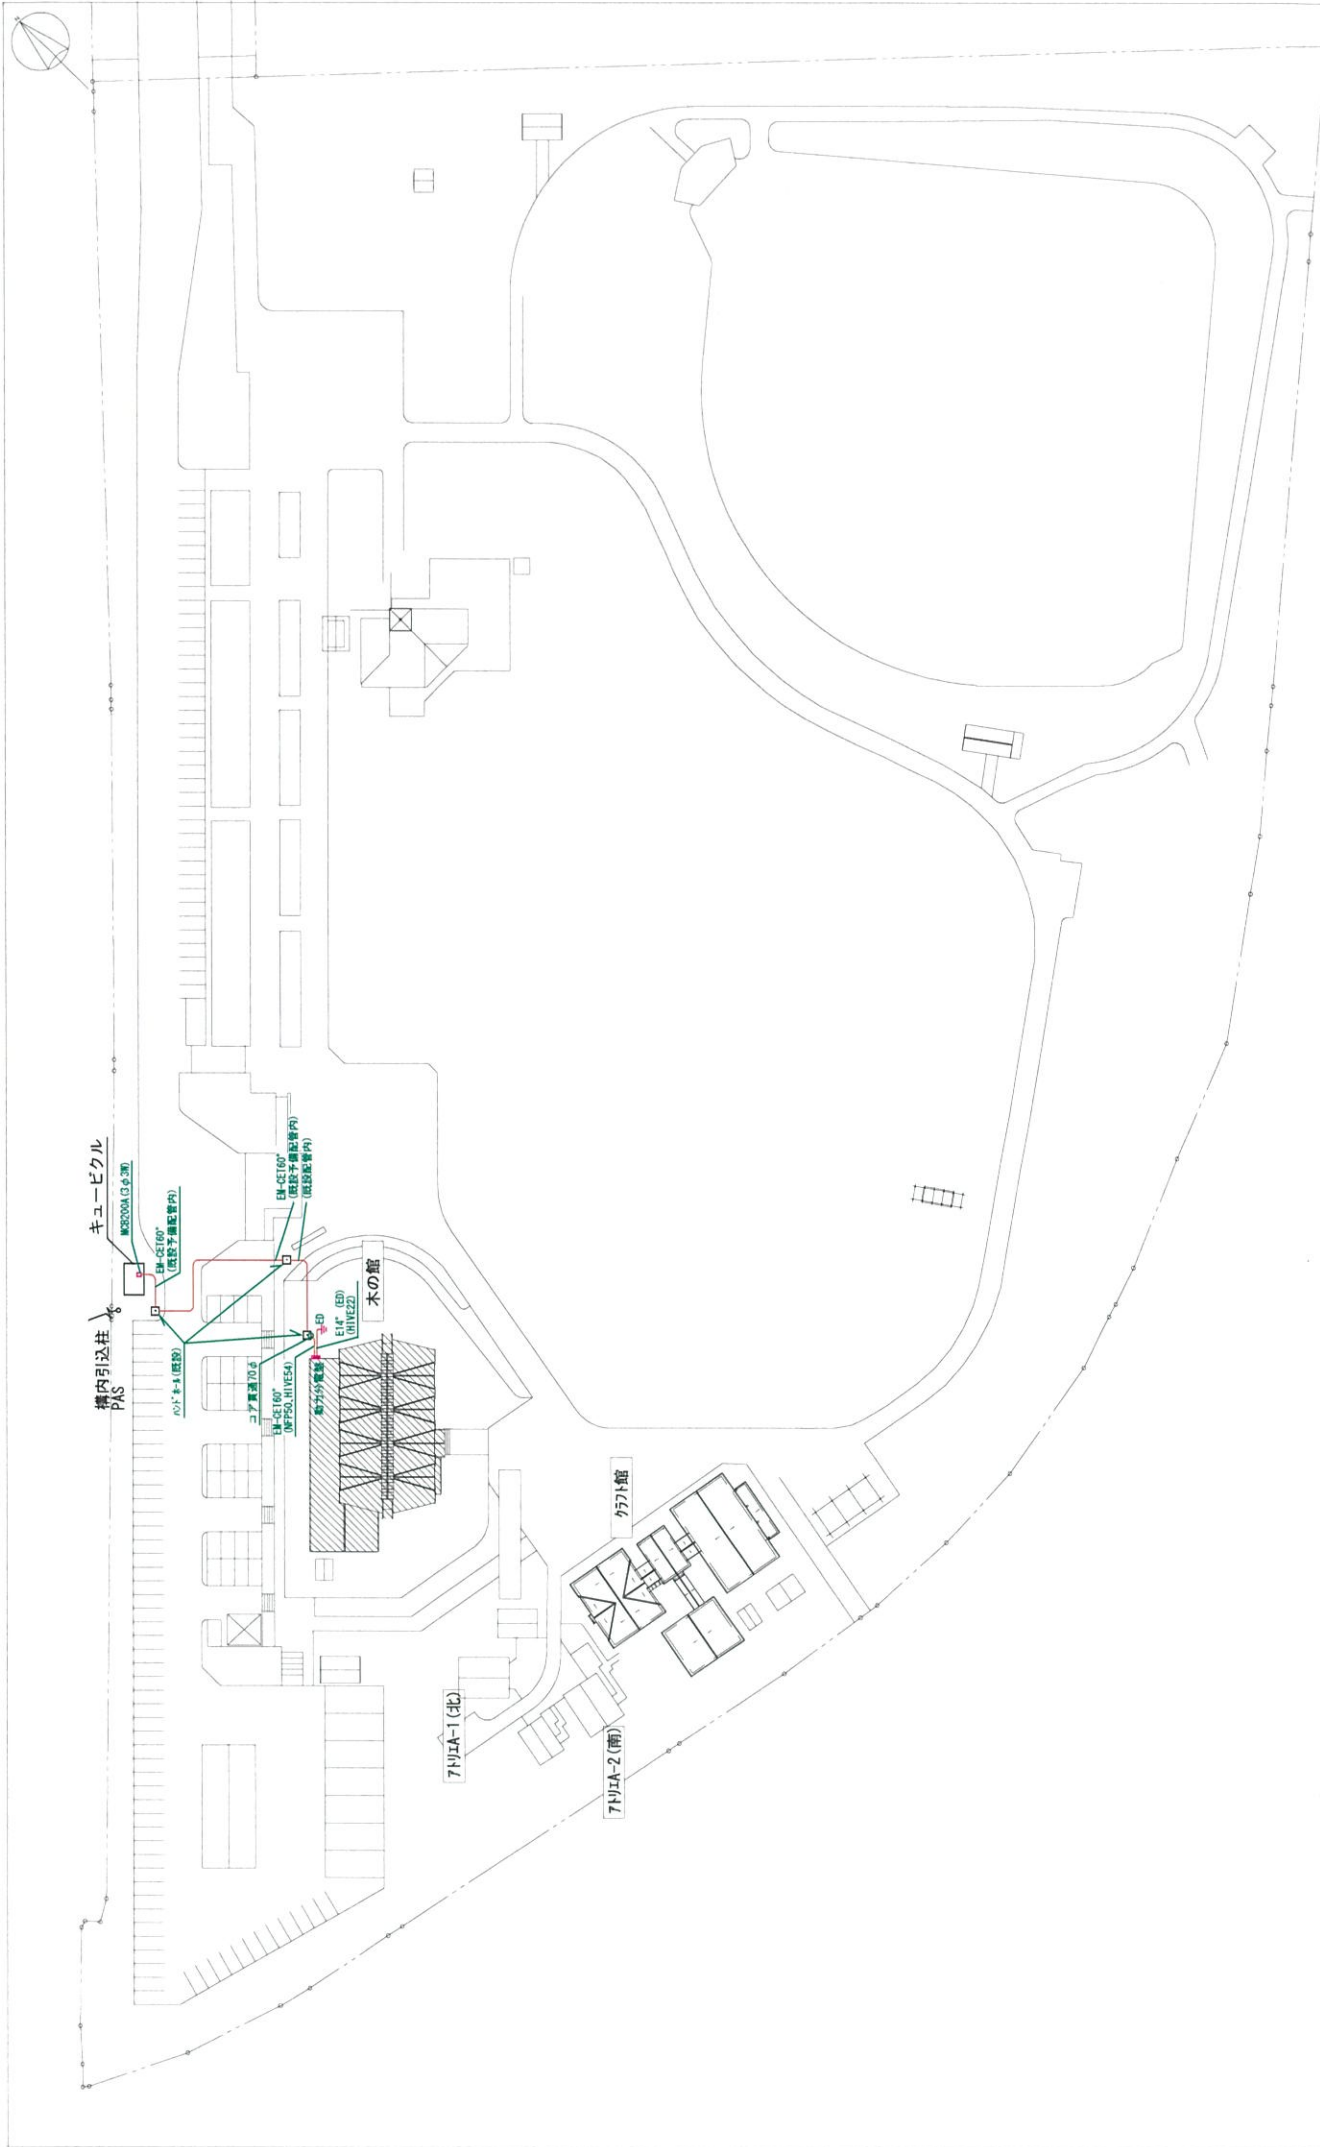 キュービクル
MCB200A(3φ3W)
EM-CET60°
(既設予備配管内)
構内引込柱
PAS
ハンドホール(既設)
EM-CET60°
(既設予備配管内)
(既設配管内)
コア貫通70φ
EM-CET60°
(NFP50,HIVE54)
動力分電盤
ED
E14° (ED)
(HIVE22)
木の館
クラフト館
アトリエA-1(北)
アトリエA-2(南)